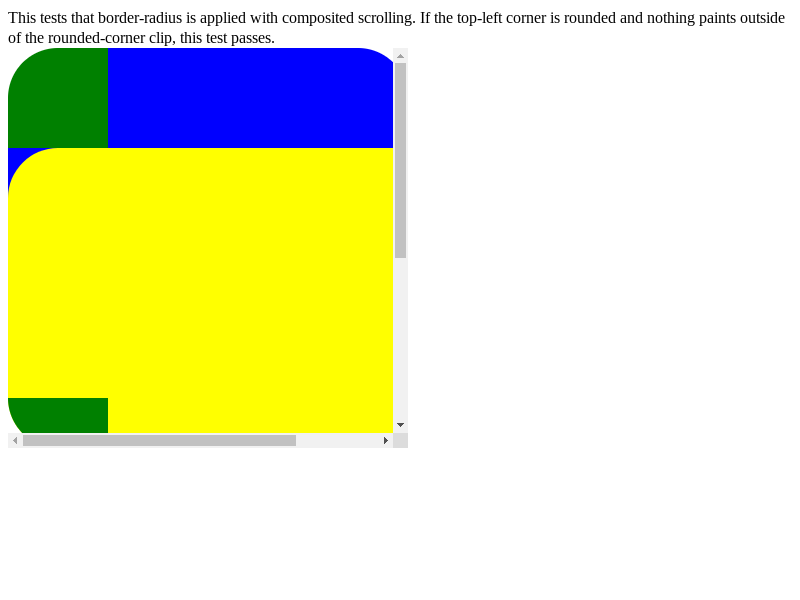 This tests that border-radius is applied with composited scrolling. If the top-left corner is rounded and nothing paints outside
of the rounded-corner clip, this test passes.